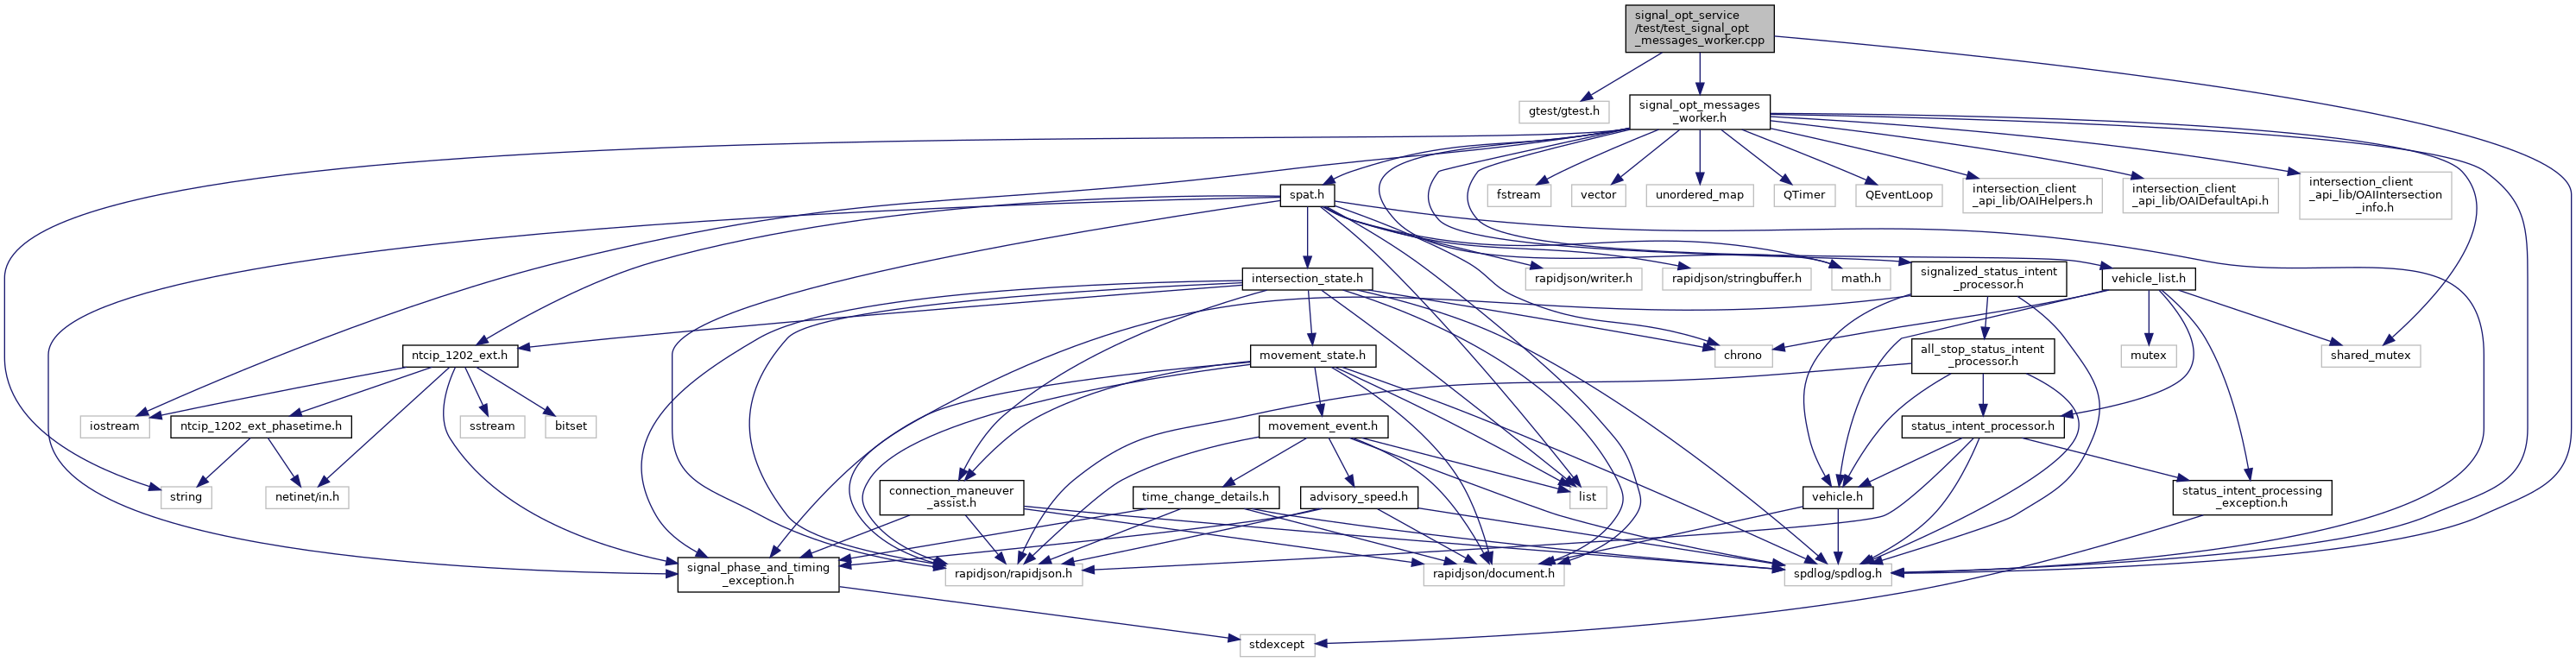 signal_opt_service
/test/test_signal_opt
_messages_worker.cpp
gtest/gtest.h
signal_opt_messages
_worker.h
spat.h
fstream
vector
unordered_map
QTimer
QEventLoop
intersection_client
_api_lib/OAIHelpers.h
intersection_client
_api_lib/OAIDefaultApi.h
intersection_client
_api_lib/OAIIntersection
_info.h
intersection_state.h
rapidjson/writer.h
rapidjson/stringbuffer.h
math.h
signalized_status_intent
_processor.h
vehicle_list.h
ntcip_1202_ext.h
movement_state.h
chrono
all_stop_status_intent
_processor.h
mutex
shared_mutex
iostream
ntcip_1202_ext_phasetime.h
sstream
bitset
movement_event.h
status_intent_processor.h
string
netinet/in.h
connection_maneuver
_assist.h
time_change_details.h
advisory_speed.h
list
vehicle.h
status_intent_processing
_exception.h
signal_phase_and_timing
_exception.h
rapidjson/rapidjson.h
rapidjson/document.h
spdlog/spdlog.h
stdexcept